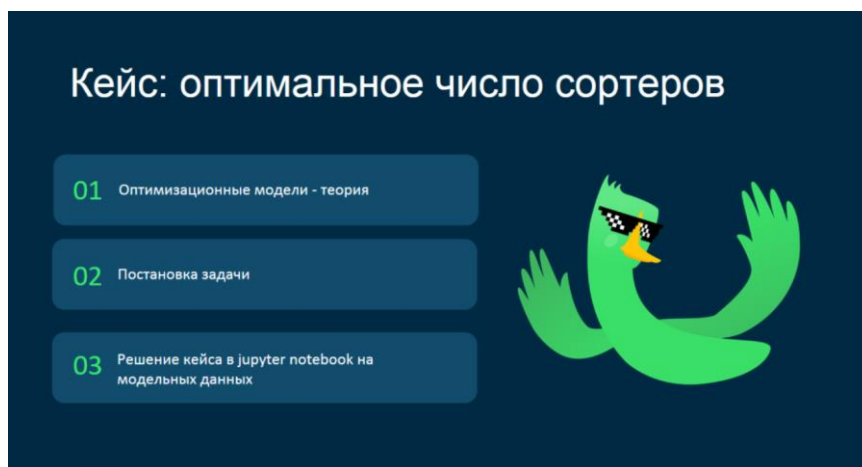 Кейс: оптимальное число сортеров
01 Оптимизационные модели - теория
02 Постановка задачи
03 Решение кейса в jupyter notebook на
модельных данных